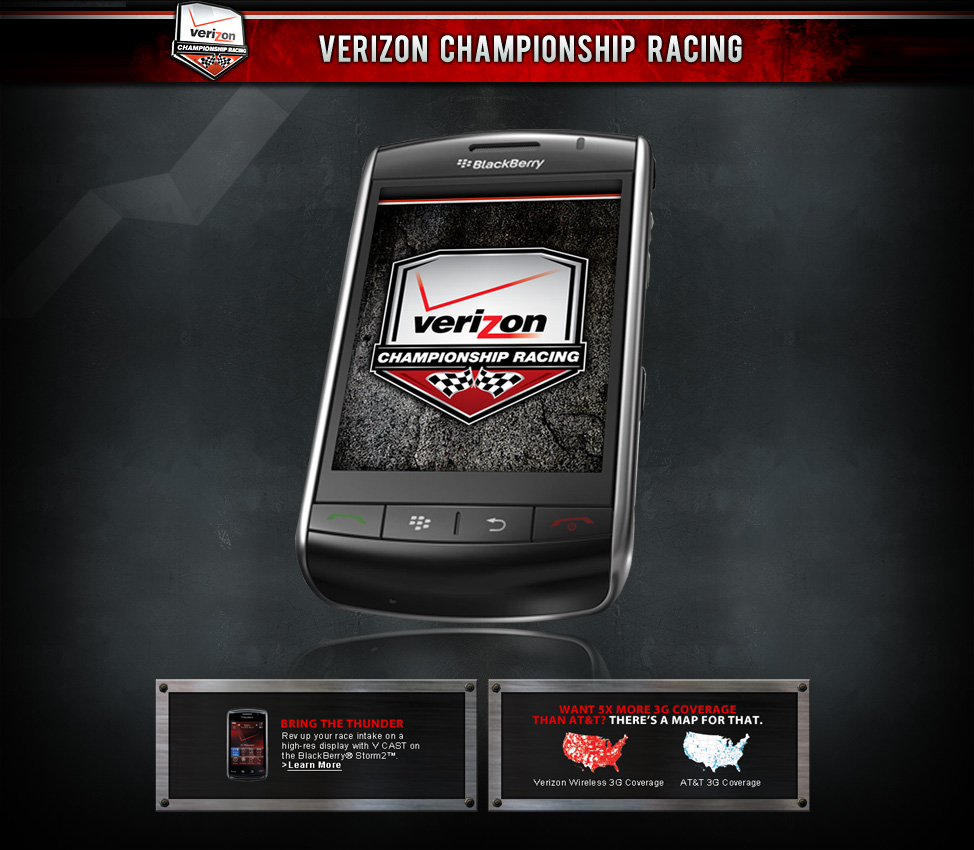 verizon
CHAMPIONSHIP RACING
VERIZON CHAMPIONSHIP RACING
BlackBerry
verizon
CHAMPIONSHIP RACING
BRING THE THUNDER
Rev up your race intake on a
high-res display with V CAST on
the BlackBerry® Storm2™.
>Learn More
WANT 5X MORE 3G COVERAGE
THAN AT&T? THERE'S A MAP FOR THAT.
Verizon Wireless 3G Coverage
AT&T 3G Coverage